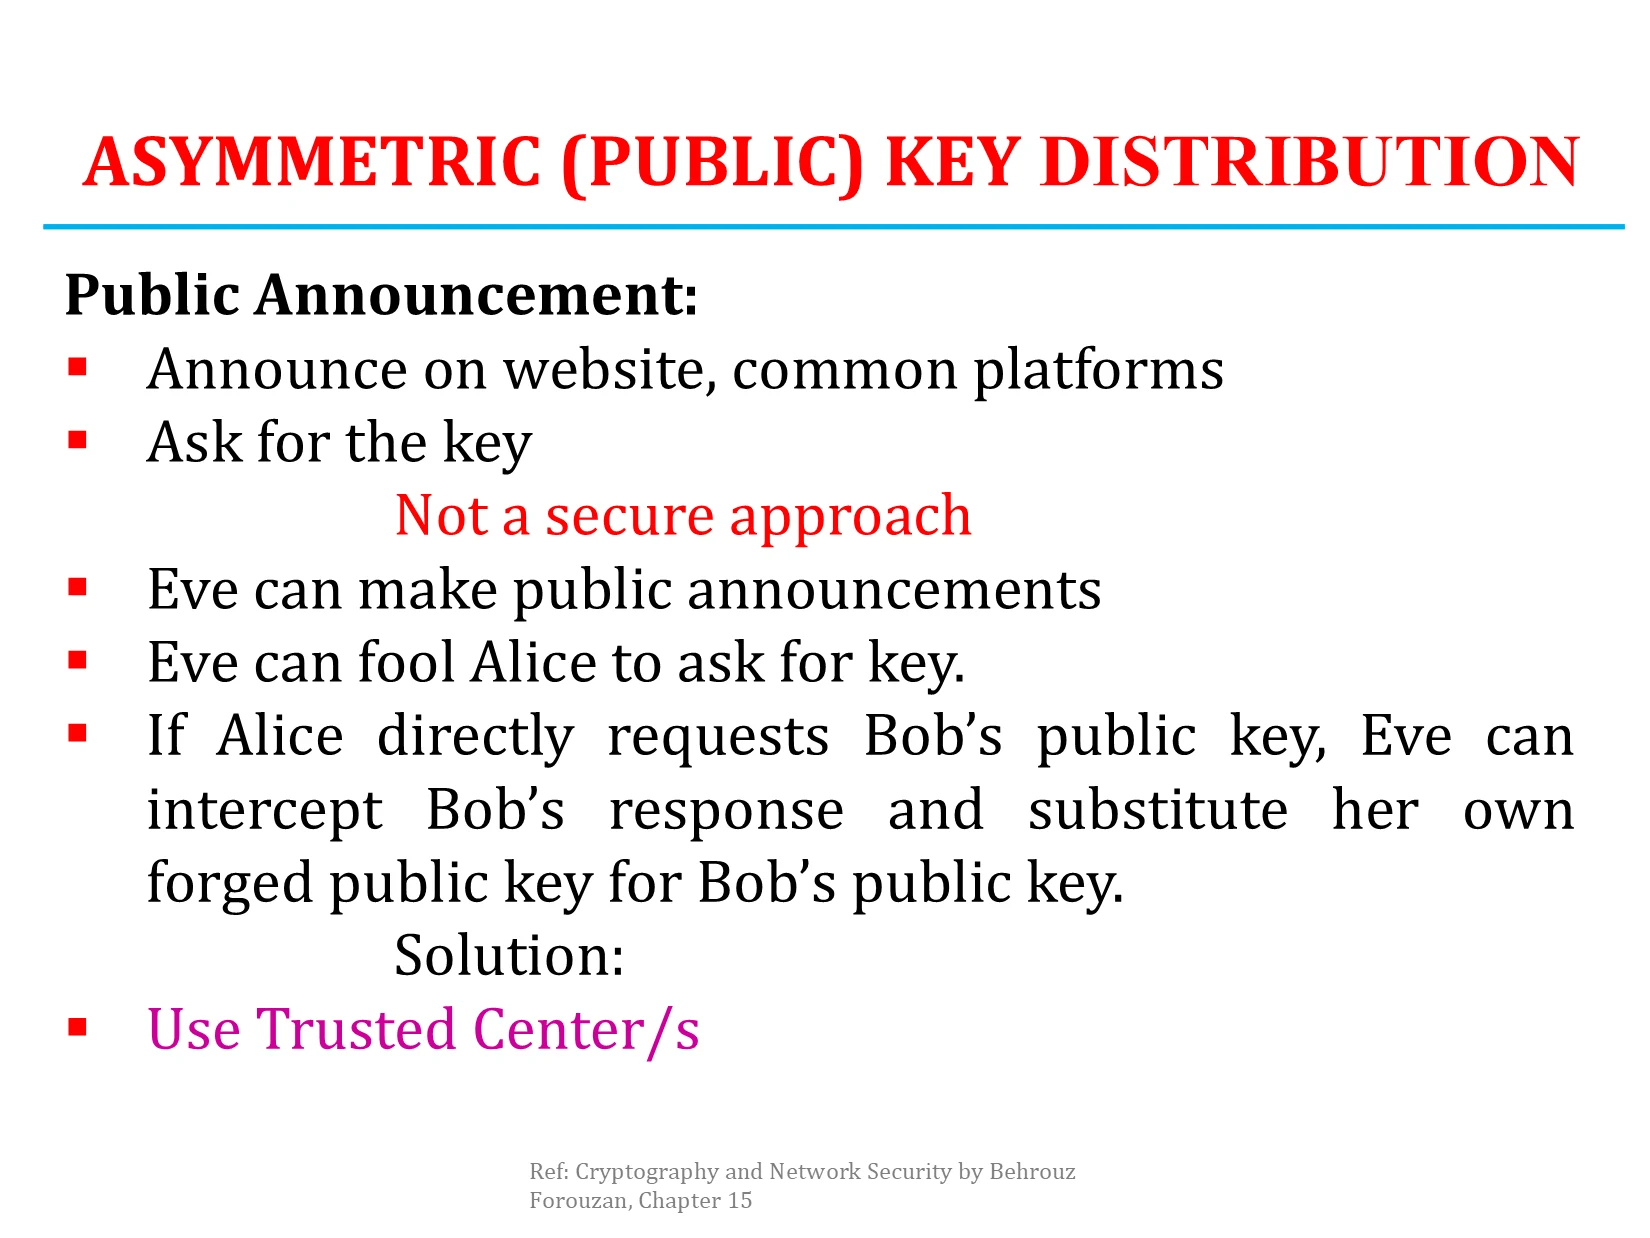 ASYMMETRIC (PUBLIC) KEY DISTRIBUTION
Public Announcement:
▪ Announce on website, common platforms
▪ Ask for the key
Not a secure approach
▪ Eve can make public announcements
▪ Eve can fool Alice to ask for key.
▪ If Alice directly requests Bob’s public key, Eve can
intercept Bob’s response and substitute her own
forged public key for Bob’s public key.
Solution:
▪ Use Trusted Center/s
Ref: Cryptography and Network Security by Behrouz
Forouzan, Chapter 15